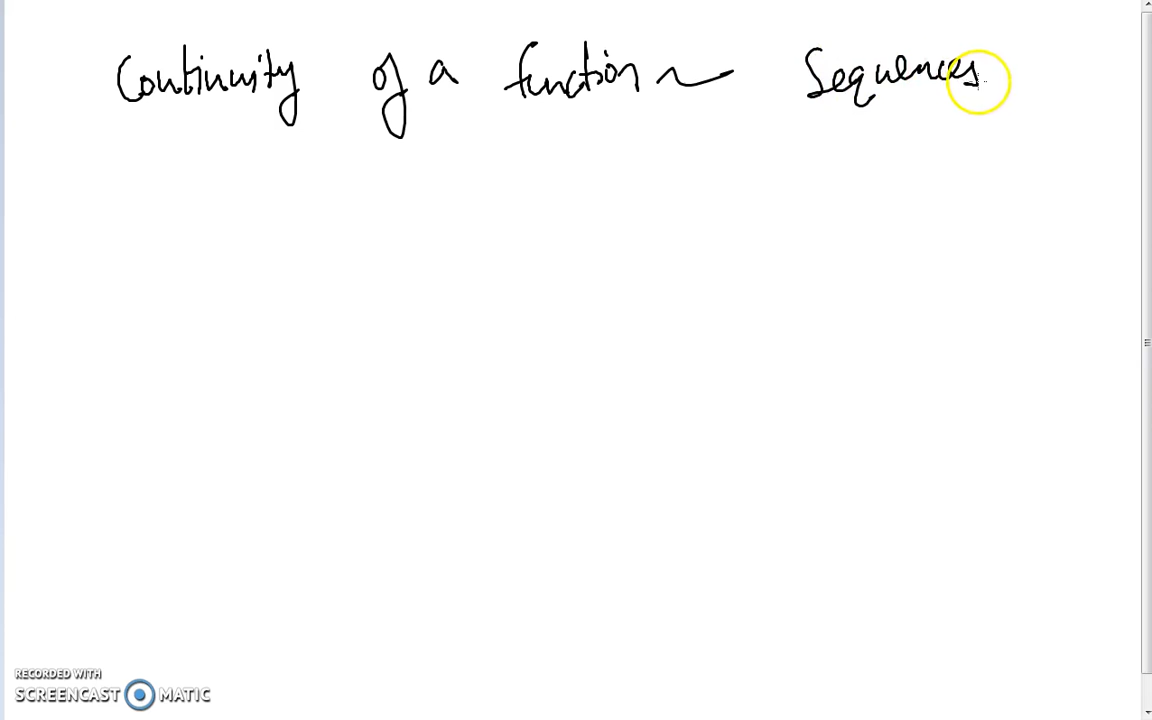 Continuity of a function ~ Sequences
RECORDED WITH
SCREENCAST MATIC